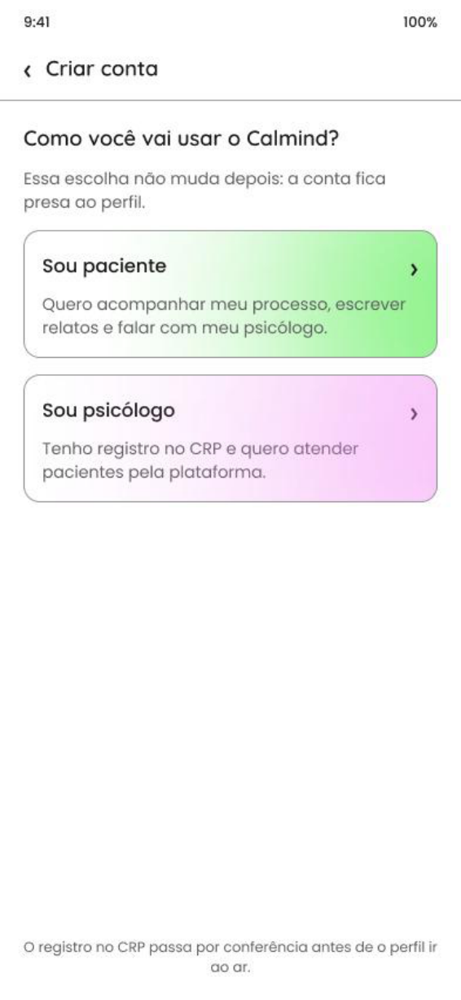 9:41 100%
‹ Criar conta
Como você vai usar o Calmind?
Essa escolha não muda depois: a conta fica
presa ao perfil.
Sou paciente ›
Quero acompanhar meu processo, escrever
relatos e falar com meu psicólogo.
Sou psicólogo ›
Tenho registro no CRP e quero atender
pacientes pela plataforma.
O registro no CRP passa por conferência antes de o perfil ir
ao ar.